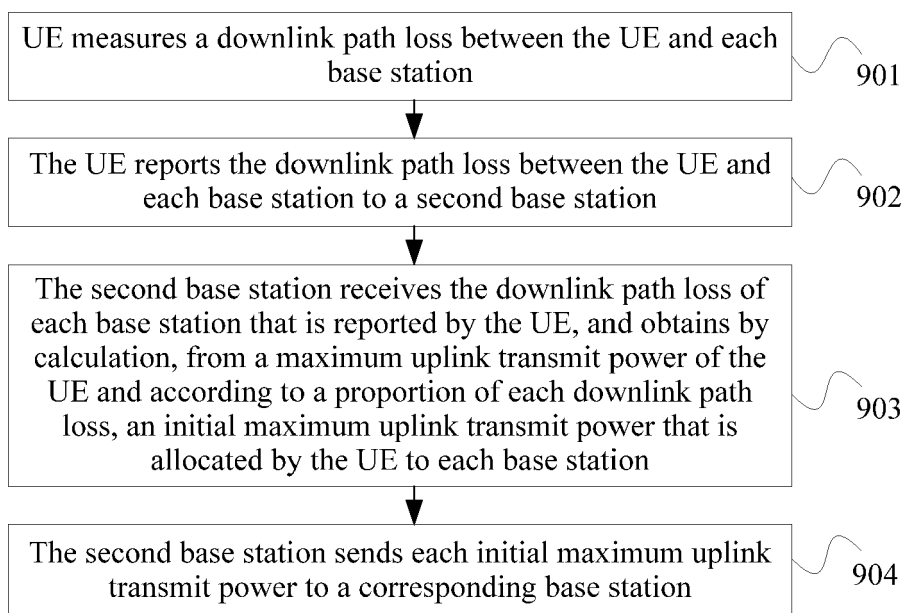 UE measures a downlink path loss between the UE and each
base station
901
The UE reports the downlink path loss between the UE and
each base station to a second base station
902
The second base station receives the downlink path loss of
each base station that is reported by the UE, and obtains by
calculation, from a maximum uplink transmit power of the
UE and according to a proportion of each downlink path
loss, an initial maximum uplink transmit power that is
allocated by the UE to each base station
903
The second base station sends each initial maximum uplink
transmit power to a corresponding base station
904